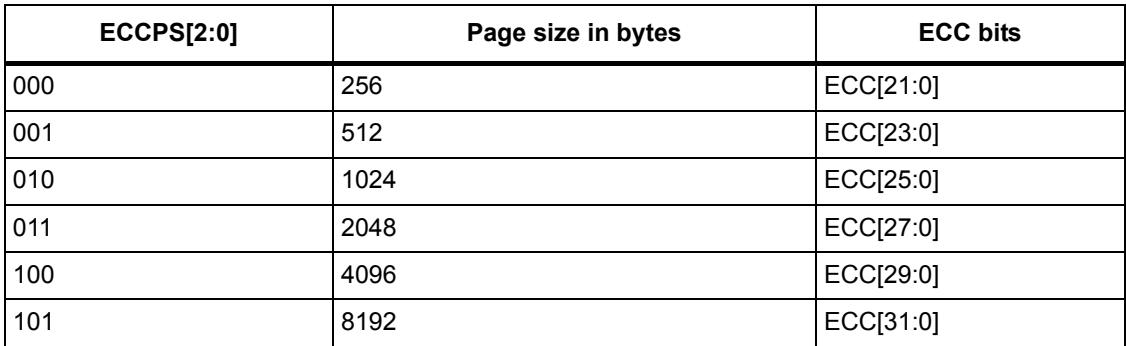 ECCPS[2:0] Page size in bytes ECC bits
000 256 ECC[21:0]
001 512 ECC[23:0]
010 1024 ECC[25:0]
011 2048 ECC[27:0]
100 4096 ECC[29:0]
101 8192 ECC[31:0]